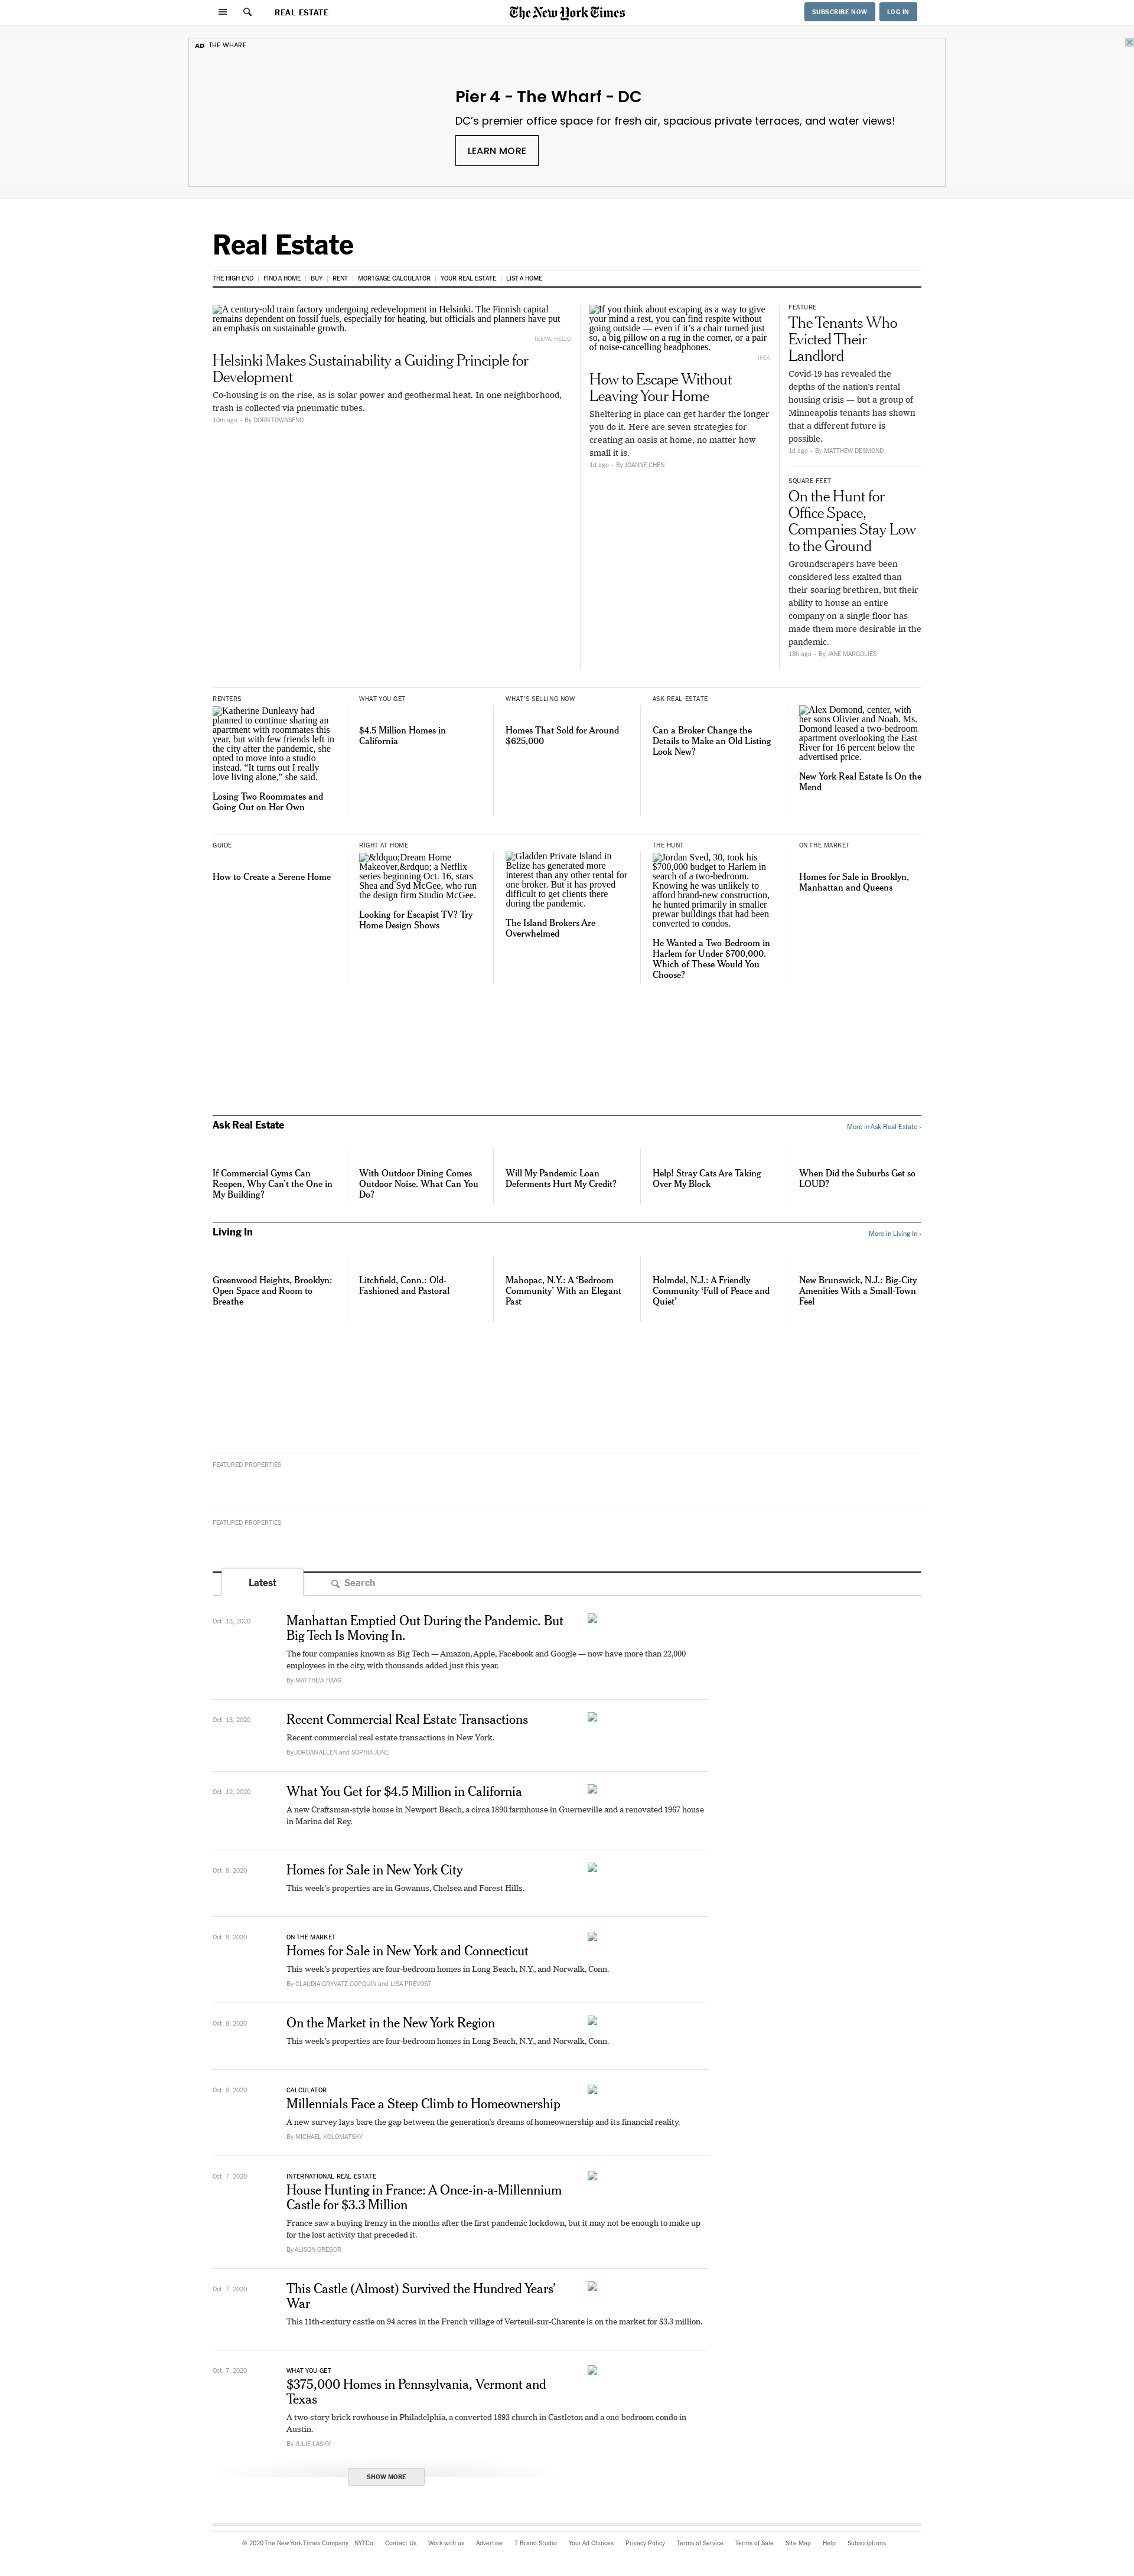 REAL ESTATE
The New York Times
SUBSCRIBE NOW
LOG IN
AD THE WHARF
Pier 4 - The Wharf - DC
DC’s premier office space for fresh air, spacious private terraces, and water views!
LEARN MORE
Real Estate
THE HIGH END | FIND A HOME | BUY | RENT | MORTGAGE CALCULATOR | YOUR REAL ESTATE | LIST A HOME
A century-old train factory undergoing redevelopment in Helsinki. The Finnish capital
remains dependent on fossil fuels, especially for heating, but officials and planners have put
an emphasis on sustainable growth.
TEEMU HELJO
Helsinki Makes Sustainability a Guiding Principle for
Development
Co-housing is on the rise, as is solar power and geothermal heat. In one neighborhood,
trash is collected via pneumatic tubes.
10m ago • By DORN TOWNSEND
If you think about escaping as a way to give
your mind a rest, you can find respite without
going outside — even if it’s a chair turned just
so, a big pillow on a rug in the corner, or a pair
of noise-cancelling headphones.
IKEA
How to Escape Without
Leaving Your Home
Sheltering in place can get harder the longer
you do it. Here are seven strategies for
creating an oasis at home, no matter how
small it is.
1d ago • By JOANNE CHEN
FEATURE
The Tenants Who
Evicted Their
Landlord
Covid-19 has revealed the
depths of the nation’s rental
housing crisis — but a group of
Minneapolis tenants has shown
that a different future is
possible.
1d ago • By MATTHEW DESMOND
SQUARE FEET
On the Hunt for
Office Space,
Companies Stay Low
to the Ground
Groundscrapers have been
considered less exalted than
their soaring brethren, but their
ability to house an entire
company on a single floor has
made them more desirable in the
pandemic.
18h ago • By JANE MARGOLIES
RENTERS
Katherine Dunleavy had
planned to continue sharing an
apartment with roommates this
year, but with few friends left in
the city after the pandemic, she
opted to move into a studio
instead. “It turns out I really
love living alone,” she said.
Losing Two Roommates and
Going Out on Her Own
WHAT YOU GET
$4.5 Million Homes in
California
WHAT’S SELLING NOW
Homes That Sold for Around
$625,000
ASK REAL ESTATE
Can a Broker Change the
Details to Make an Old Listing
Look New?
Alex Domond, center, with
her sons Olivier and Noah. Ms.
Domond leased a two-bedroom
apartment overlooking the East
River for 16 percent below the
advertised price.
New York Real Estate Is On the
Mend
GUIDE
How to Create a Serene Home
RIGHT AT HOME
&ldquo;Dream Home
Makeover,&rdquo; a Netflix
series beginning Oct. 16, stars
Shea and Syd McGee, who run
the design firm Studio McGee.
Looking for Escapist TV? Try
Home Design Shows
Gladden Private Island in
Belize has generated more
interest than any other rental for
one broker. But it has proved
difficult to get clients there
during the pandemic.
The Island Brokers Are
Overwhelmed
THE HUNT
Jordan Sved, 30, took his
$700,000 budget to Harlem in
search of a two-bedroom.
Knowing he was unlikely to
afford brand-new construction,
he hunted primarily in smaller
prewar buildings that had been
converted to condos.
He Wanted a Two-Bedroom in
Harlem for Under $700,000.
Which of These Would You
Choose?
ON THE MARKET
Homes for Sale in Brooklyn,
Manhattan and Queens
Ask Real Estate
More in Ask Real Estate ›
If Commercial Gyms Can
Reopen, Why Can’t the One in
My Building?
With Outdoor Dining Comes
Outdoor Noise. What Can You
Do?
Will My Pandemic Loan
Deferments Hurt My Credit?
Help! Stray Cats Are Taking
Over My Block
When Did the Suburbs Get so
LOUD?
Living In
More in Living In ›
Greenwood Heights, Brooklyn:
Open Space and Room to
Breathe
Litchfield, Conn.: Old-
Fashioned and Pastoral
Mahopac, N.Y.: A ‘Bedroom
Community’ With an Elegant
Past
Holmdel, N.J.: A Friendly
Community ‘Full of Peace and
Quiet’
New Brunswick, N.J.: Big-City
Amenities With a Small-Town
Feel
FEATURED PROPERTIES
FEATURED PROPERTIES
Latest
Search
Oct. 13, 2020
Manhattan Emptied Out During the Pandemic. But
Big Tech Is Moving In.
The four companies known as Big Tech — Amazon, Apple, Facebook and Google — now have more than 22,000
employees in the city, with thousands added just this year.
By MATTHEW HAAG
Oct. 13, 2020
Recent Commercial Real Estate Transactions
Recent commercial real estate transactions in New York.
By JORDAN ALLEN and SOPHIA JUNE
Oct. 12, 2020
What You Get for $4.5 Million in California
A new Craftsman-style house in Newport Beach, a circa 1890 farmhouse in Guerneville and a renovated 1967 house
in Marina del Rey.
Oct. 8, 2020
Homes for Sale in New York City
This week’s properties are in Gowanus, Chelsea and Forest Hills.
Oct. 8, 2020
ON THE MARKET
Homes for Sale in New York and Connecticut
This week’s properties are four-bedroom homes in Long Beach, N.Y., and Norwalk, Conn.
By CLAUDIA GRYVATZ COPQUIN and LISA PREVOST
Oct. 8, 2020
On the Market in the New York Region
This week’s properties are four-bedroom homes in Long Beach, N.Y., and Norwalk, Conn.
Oct. 8, 2020
CALCULATOR
Millennials Face a Steep Climb to Homeownership
A new survey lays bare the gap between the generation’s dreams of homeownership and its financial reality.
By MICHAEL KOLOMATSKY
Oct. 7, 2020
INTERNATIONAL REAL ESTATE
House Hunting in France: A Once-in-a-Millennium
Castle for $3.3 Million
France saw a buying frenzy in the months after the first pandemic lockdown, but it may not be enough to make up
for the lost activity that preceded it.
By ALISON GREGOR
Oct. 7, 2020
This Castle (Almost) Survived the Hundred Years’
War
This 11th-century castle on 94 acres in the French village of Verteuil-sur-Charente is on the market for $3.3 million.
Oct. 7, 2020
WHAT YOU GET
$375,000 Homes in Pennsylvania, Vermont and
Texas
A two-story brick rowhouse in Philadelphia, a converted 1893 church in Castleton and a one-bedroom condo in
Austin.
By JULIE LASKY
SHOW MORE
© 2020 The New York Times Company NYTCo Contact Us Work with us Advertise T Brand Studio Your Ad Choices Privacy Policy Terms of Service Terms of Sale Site Map Help Subscriptions